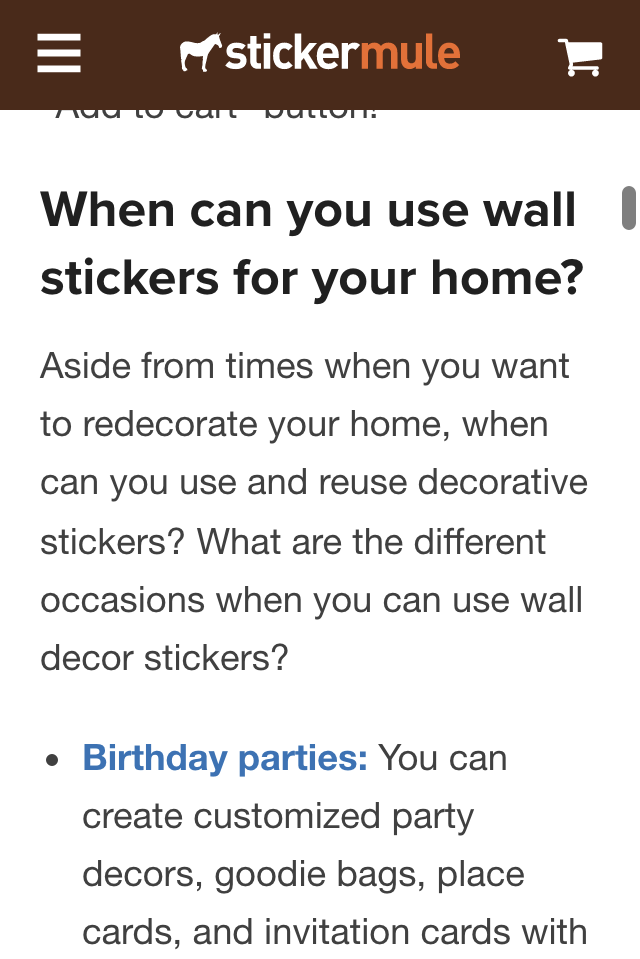 stickermule
"Add to cart" button!
When can you use wall
stickers for your home?
Aside from times when you want
to redecorate your home, when
can you use and reuse decorative
stickers? What are the different
occasions when you can use wall
decor stickers?
• Birthday parties: You can
create customized party
decors, goodie bags, place
cards, and invitation cards with